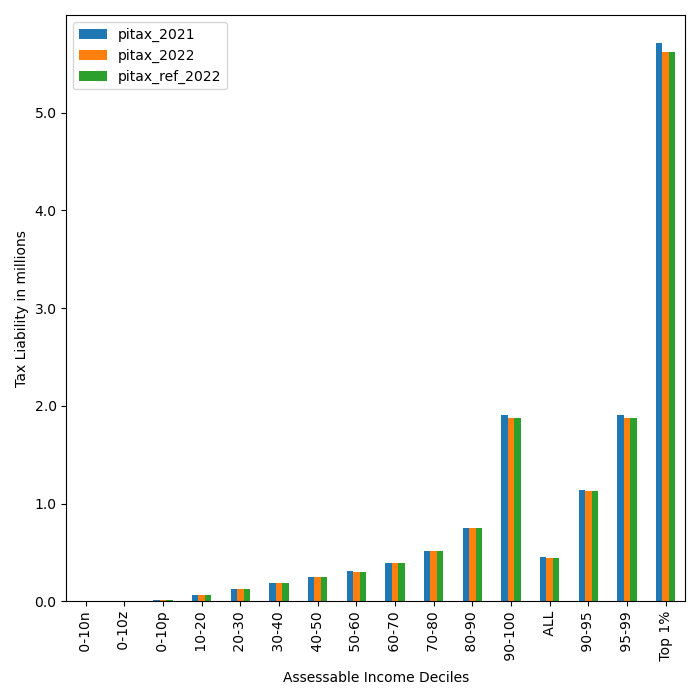 pitax_2021
pitax_2022
pitax_ref_2022
Tax Liability in millions
5.0
4.0
3.0
2.0
1.0
0.0
0-10n
0-10z
0-10p
10-20
20-30
30-40
40-50
50-60
60-70
70-80
80-90
90-100
ALL
90-95
95-99
Top 1%
Assessable Income Deciles